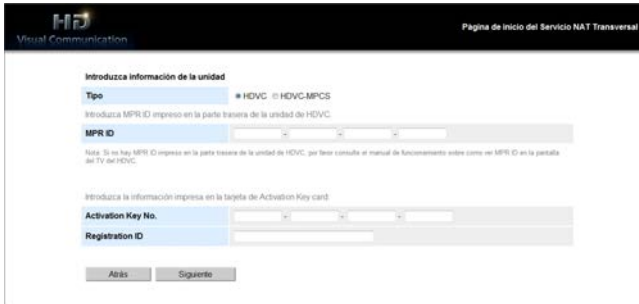 HD
Visual Communication
Página de Inicio del Servicio NAT Transversal
Introduzca información de la unidad
Tipo HDVC HDVC-MPCS
Introduzca MPR ID impreso en la parte trasera de la unidad de HDVC.
MPR ID - - -
Nota: Si no hay MPR ID impreso en la parte trasera de la unidad de HDVC, por favor consulte el manual de funcionamiento sobre como ver MPR ID en la pantalla
del TV del HDVC.
Introduzca la información impresa en la tarjeta de Activation Key card
Activation Key No. - - -
Registration ID
Atrás Siguiente